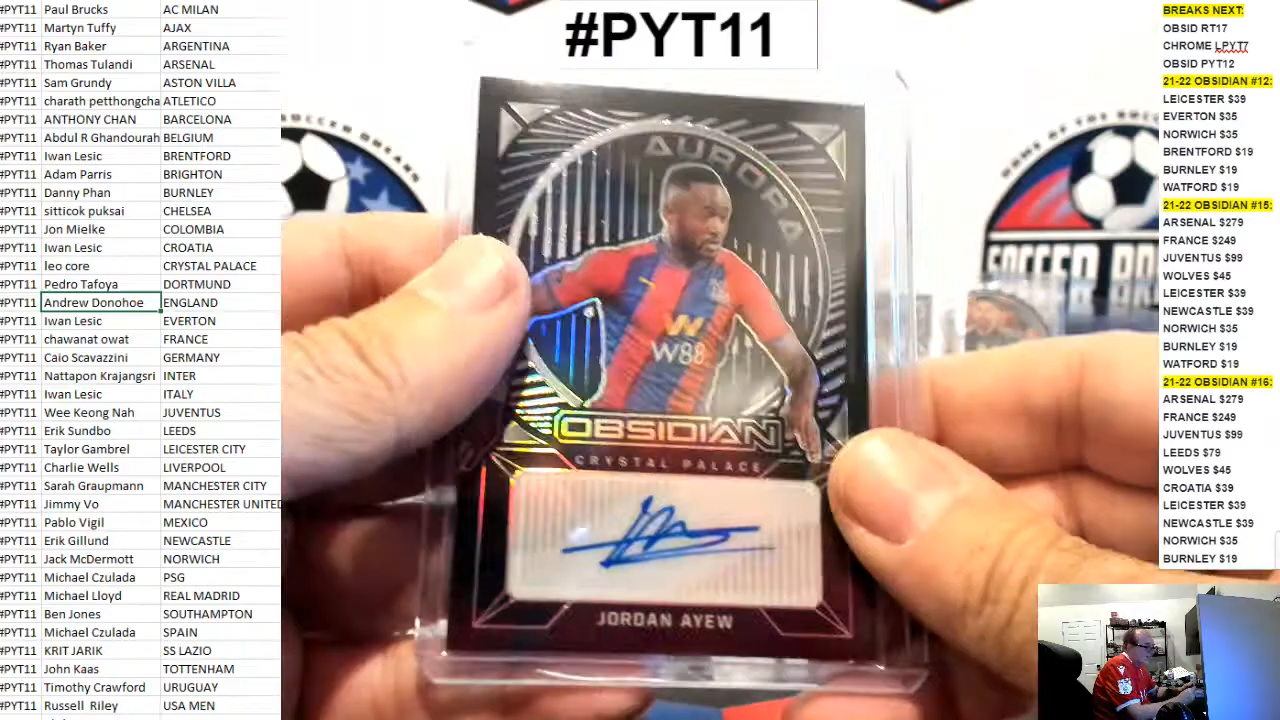 #PYT11
#PYT11 Paul Brucks AC MILAN
#PYT11 Martyn Tuffy AJAX
#PYT11 Ryan Baker ARGENTINA
#PYT11 Thomas Tulandi ARSENAL
#PYT11 Sam Grundy ASTON VILLA
#PYT11 charath petthongcha ATLETICO
#PYT11 ANTHONY CHAN BARCELONA
#PYT11 Abdul R Ghandourah BELGIUM
#PYT11 Iwan Lesic BRENTFORD
#PYT11 Adam Parris BRIGHTON
#PYT11 Danny Phan BURNLEY
#PYT11 sitticok puksai CHELSEA
#PYT11 Jon Mielke COLOMBIA
#PYT11 Iwan Lesic CROATIA
#PYT11 leo core CRYSTAL PALACE
#PYT11 Pedro Tafoya DORTMUND
#PYT11 Andrew Donohoe ENGLAND
#PYT11 Iwan Lesic EVERTON
#PYT11 chawanat owat FRANCE
#PYT11 Caio Scavazzini GERMANY
#PYT11 Nattapon Krajangsri INTER
#PYT11 Iwan Lesic ITALY
#PYT11 Wee Keong Nah JUVENTUS
#PYT11 Erik Sundbo LEEDS
#PYT11 Taylor Gambrel LEICESTER CITY
#PYT11 Charlie Wells LIVERPOOL
#PYT11 Sarah Graupmann MANCHESTER CITY
#PYT11 Jimmy Vo MANCHESTER UNITED
#PYT11 Pablo Vigil MEXICO
#PYT11 Erik Gillund NEWCASTLE
#PYT11 Jack McDermott NORWICH
#PYT11 Michael Czulada PSG
#PYT11 Michael Lloyd REAL MADRID
#PYT11 Ben Jones SOUTHAMPTON
#PYT11 Michael Czulada SPAIN
#PYT11 KRIT JARIK SS LAZIO
#PYT11 John Kaas TOTTENHAM
#PYT11 Timothy Crawford URUGUAY
#PYT11 Russell Riley USA MEN
AURORA
W88
OBSIDIAN
CRYSTAL PALACE
JORDAN AYEW
SOCCER BR
BREAKS NEXT:
OBSID RT17
CHROME LPYT7
OBSID PYT12
21-22 OBSIDIAN #12:
LEICESTER $39
EVERTON $35
NORWICH $35
BRENTFORD $19
BURNLEY $19
WATFORD $19
21-22 OBSIDIAN #15:
ARSENAL $279
FRANCE $249
JUVENTUS $99
WOLVES $45
LEICESTER $39
NEWCASTLE $39
NORWICH $35
BURNLEY $19
WATFORD $19
21-22 OBSIDIAN #16:
ARSENAL $279
FRANCE $249
JUVENTUS $99
LEEDS $79
WOLVES $45
CROATIA $39
LEICESTER $39
NEWCASTLE $39
NORWICH $35
BURNLEY $19